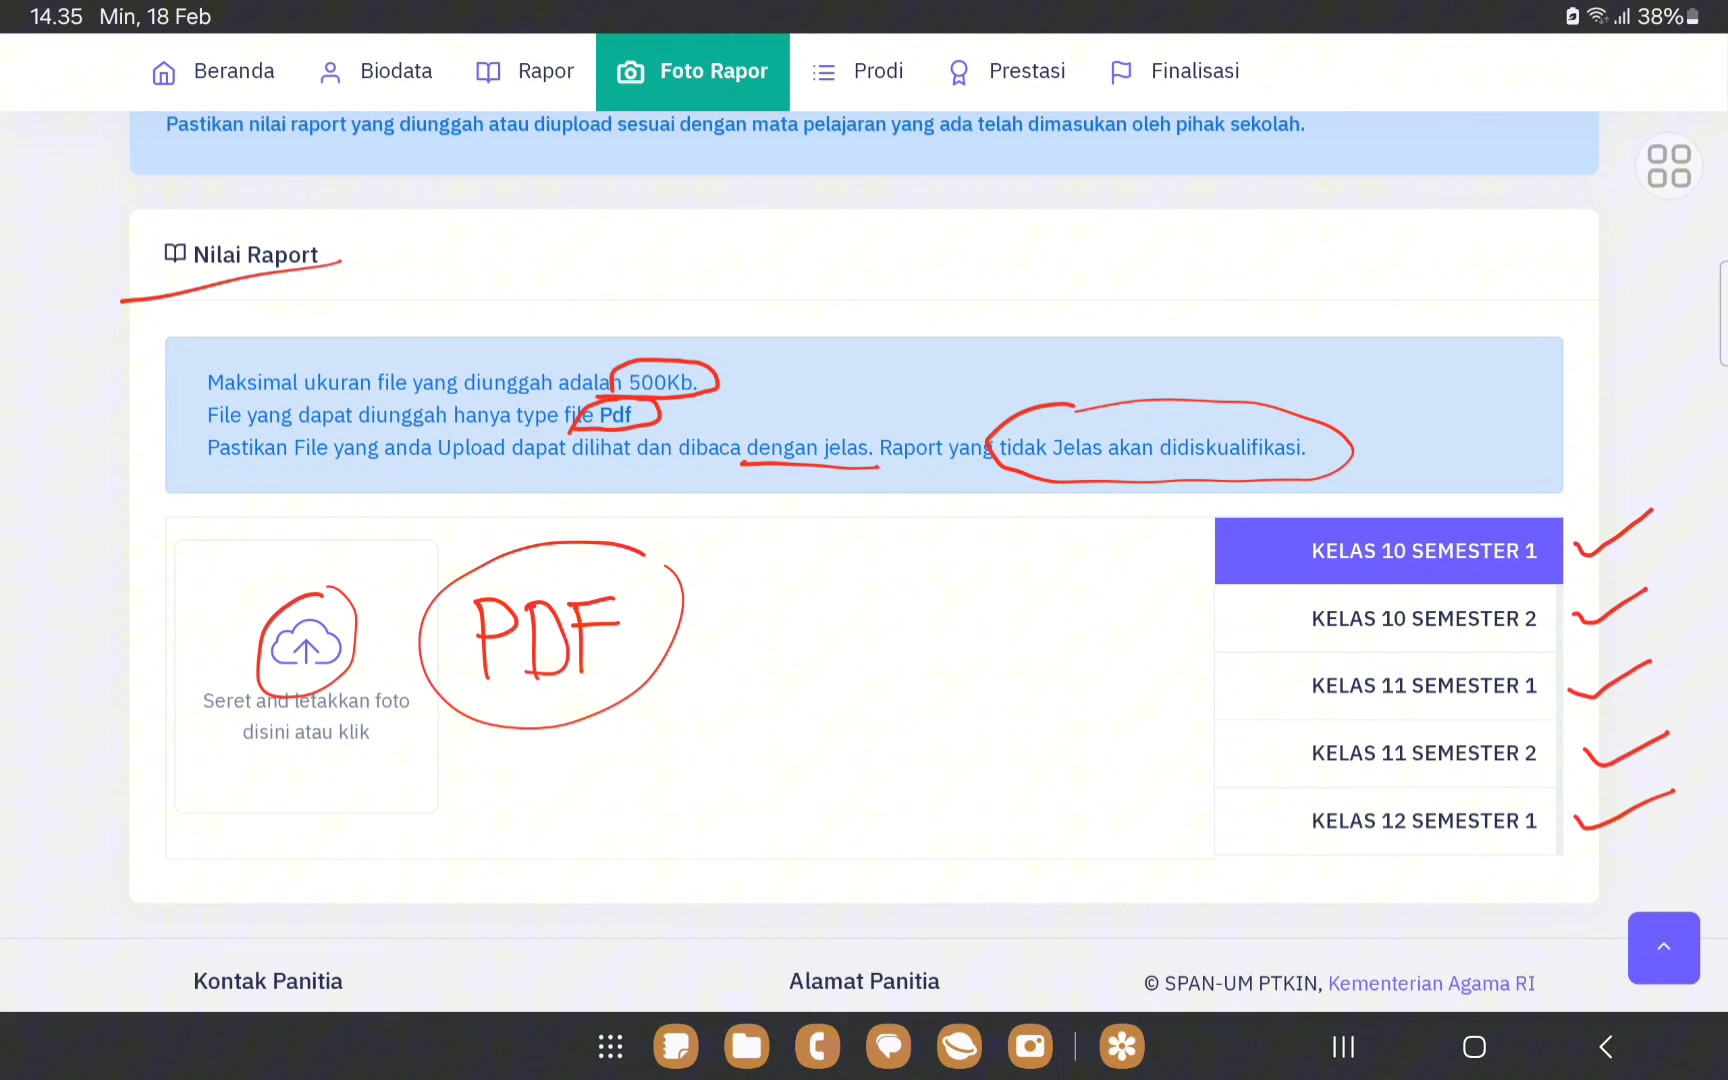 14.35 Min, 18 Feb
38%
Beranda
Biodata
Rapor
Foto Rapor
Prodi
Prestasi
Finalisasi
Pastikan nilai raport yang diunggah atau diupload sesuai dengan mata pelajaran yang ada telah dimasukan oleh pihak sekolah.
Nilai Raport
Maksimal ukuran file yang diunggah adalah 500Kb.
File yang dapat diunggah hanya type file Pdf
Pastikan File yang anda Upload dapat dilihat dan dibaca dengan jelas. Raport yang tidak Jelas akan didiskualifikasi.
Seret and letakkan foto
disini atau klik
PDF
KELAS 10 SEMESTER 1
KELAS 10 SEMESTER 2
KELAS 11 SEMESTER 1
KELAS 11 SEMESTER 2
KELAS 12 SEMESTER 1
Kontak Panitia
Alamat Panitia
© SPAN-UM PTKIN, Kementerian Agama RI